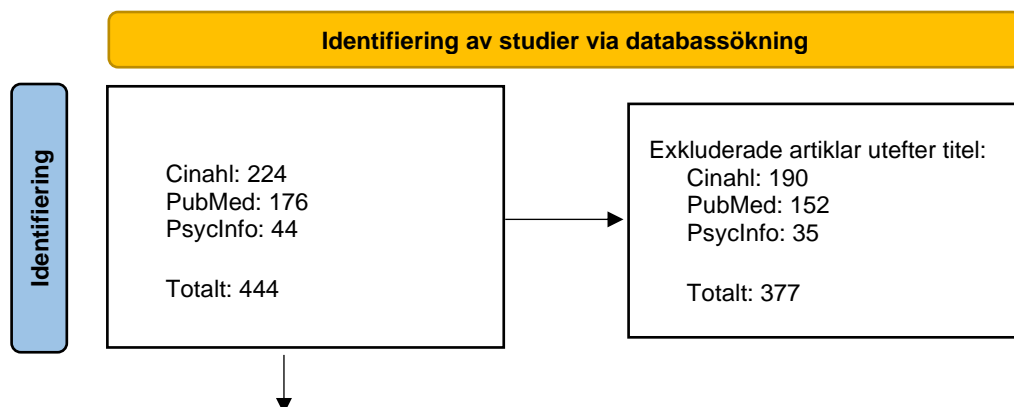 Identifiering av studier via databassökning
Identifiering
Cinahl: 224
PubMed: 176
PsycInfo: 44
Totalt: 444
Exkluderade artiklar utefter titel:
Cinahl: 190
PubMed: 152
PsycInfo: 35
Totalt: 377